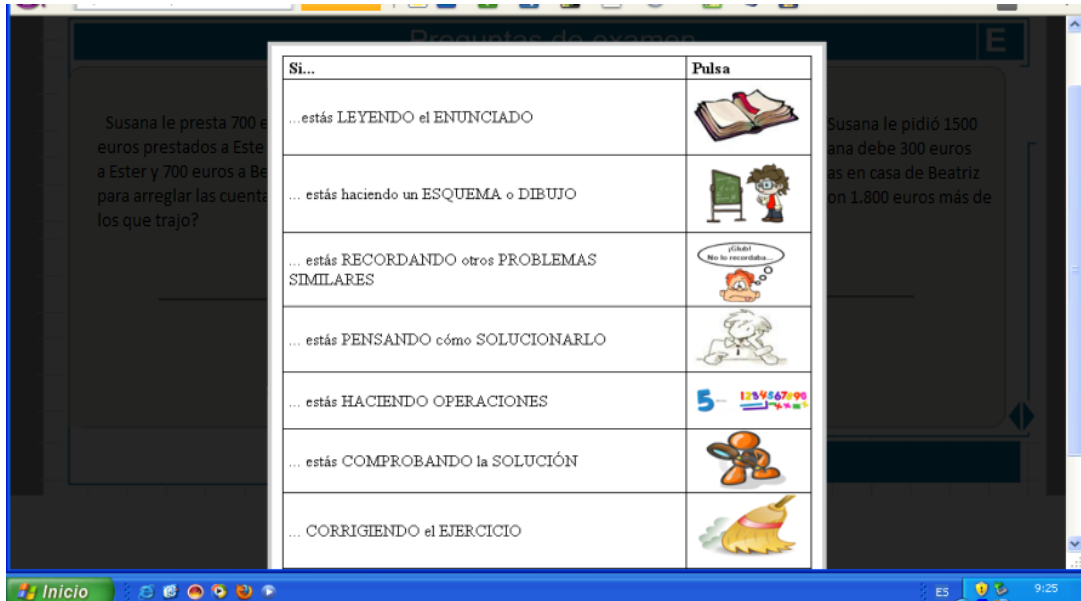 Preguntas de examen
E
Susana le presta 700 e
Susana le pidió 1500
euros prestados a Este
ana debe 300 euros
a Ester y 700 euros a Be
as en casa de Beatriz
para arreglar las cuenta
on 1.800 euros más de
los que trajo?
Si...
Pulsa
...estás LEYENDO el ENUNCIADO
... estás haciendo un ESQUEMA o DIBUJO
... estás RECORDANDO otros PROBLEMAS
SIMILARES
¡Glub!
No lo recordaba...
... estás PENSANDO cómo SOLUCIONARLO
... estás HACIENDO OPERACIONES
5
1234567890
... estás COMPROBANDO la SOLUCIÓN
... CORRIGIENDO el EJERCICIO
Inicio
ES
9:25